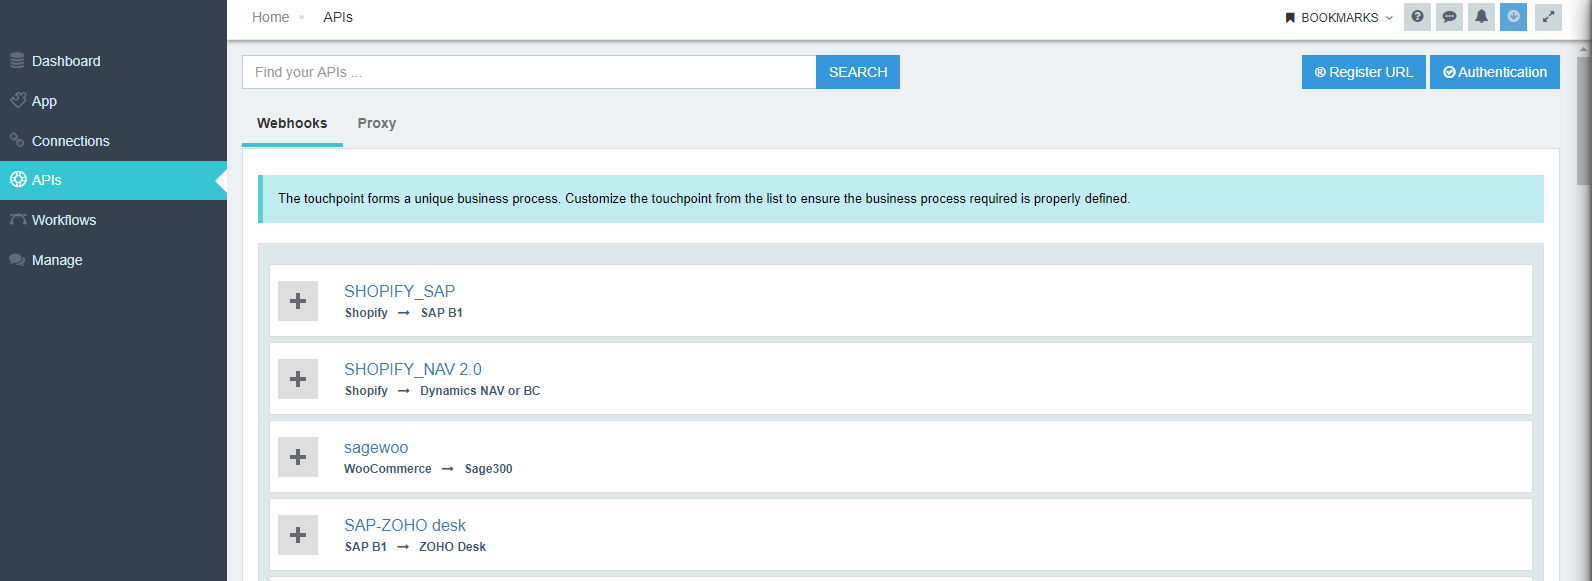 Home • APIs
BOOKMARKS
Dashboard
App
Connections
APIs
Workflows
Manage
Find your APIs ...
SEARCH
® Register URL
Authentication
Webhooks
Proxy
The touchpoint forms a unique business process. Customize the touchpoint from the list to ensure the business process required is properly defined.
SHOPIFY_SAP
Shopify → SAP B1
SHOPIFY_NAV 2.0
Shopify → Dynamics NAV or BC
sagewoo
WooCommerce → Sage300
SAP-ZOHO desk
SAP B1 → ZOHO Desk